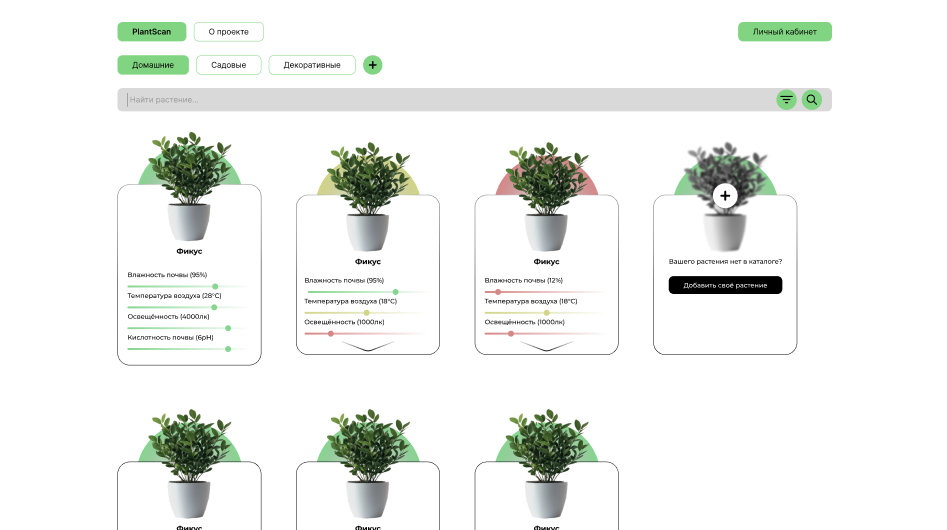 PlantScan
О проекте
Личный кабинет
Домашние
Садовые
Декоративные
Найти растение...
Фикус
Влажность почвы (95%)
Температура воздуха (28°C)
Освещённость (4000лк)
Кислотность почвы (6pH)
Фикус
Влажность почвы (95%)
Температура воздуха (18°C)
Освещённость (1000лк)
Фикус
Влажность почвы (12%)
Температура воздуха (18°C)
Освещённость (1000лк)
Вашего растения нет в каталоге?
Добавить своё растение
Фикус
Фикус
Фикус